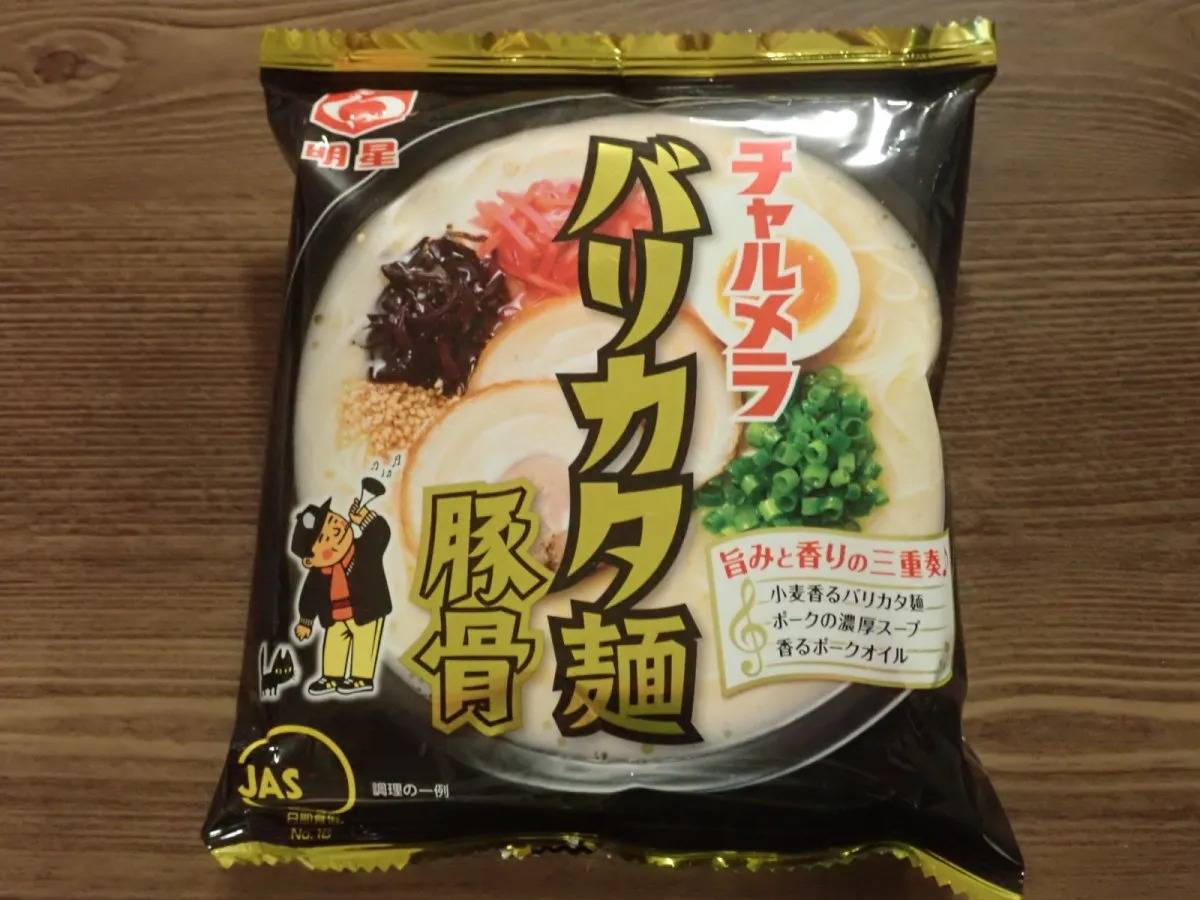 明星
チャルメラ
バリカタ麺
豚骨
旨みと香りの三重奏♪
小麦香るバリカタ麺
ポークの濃厚スープ
香るポークオイル
JAS
調理の一例